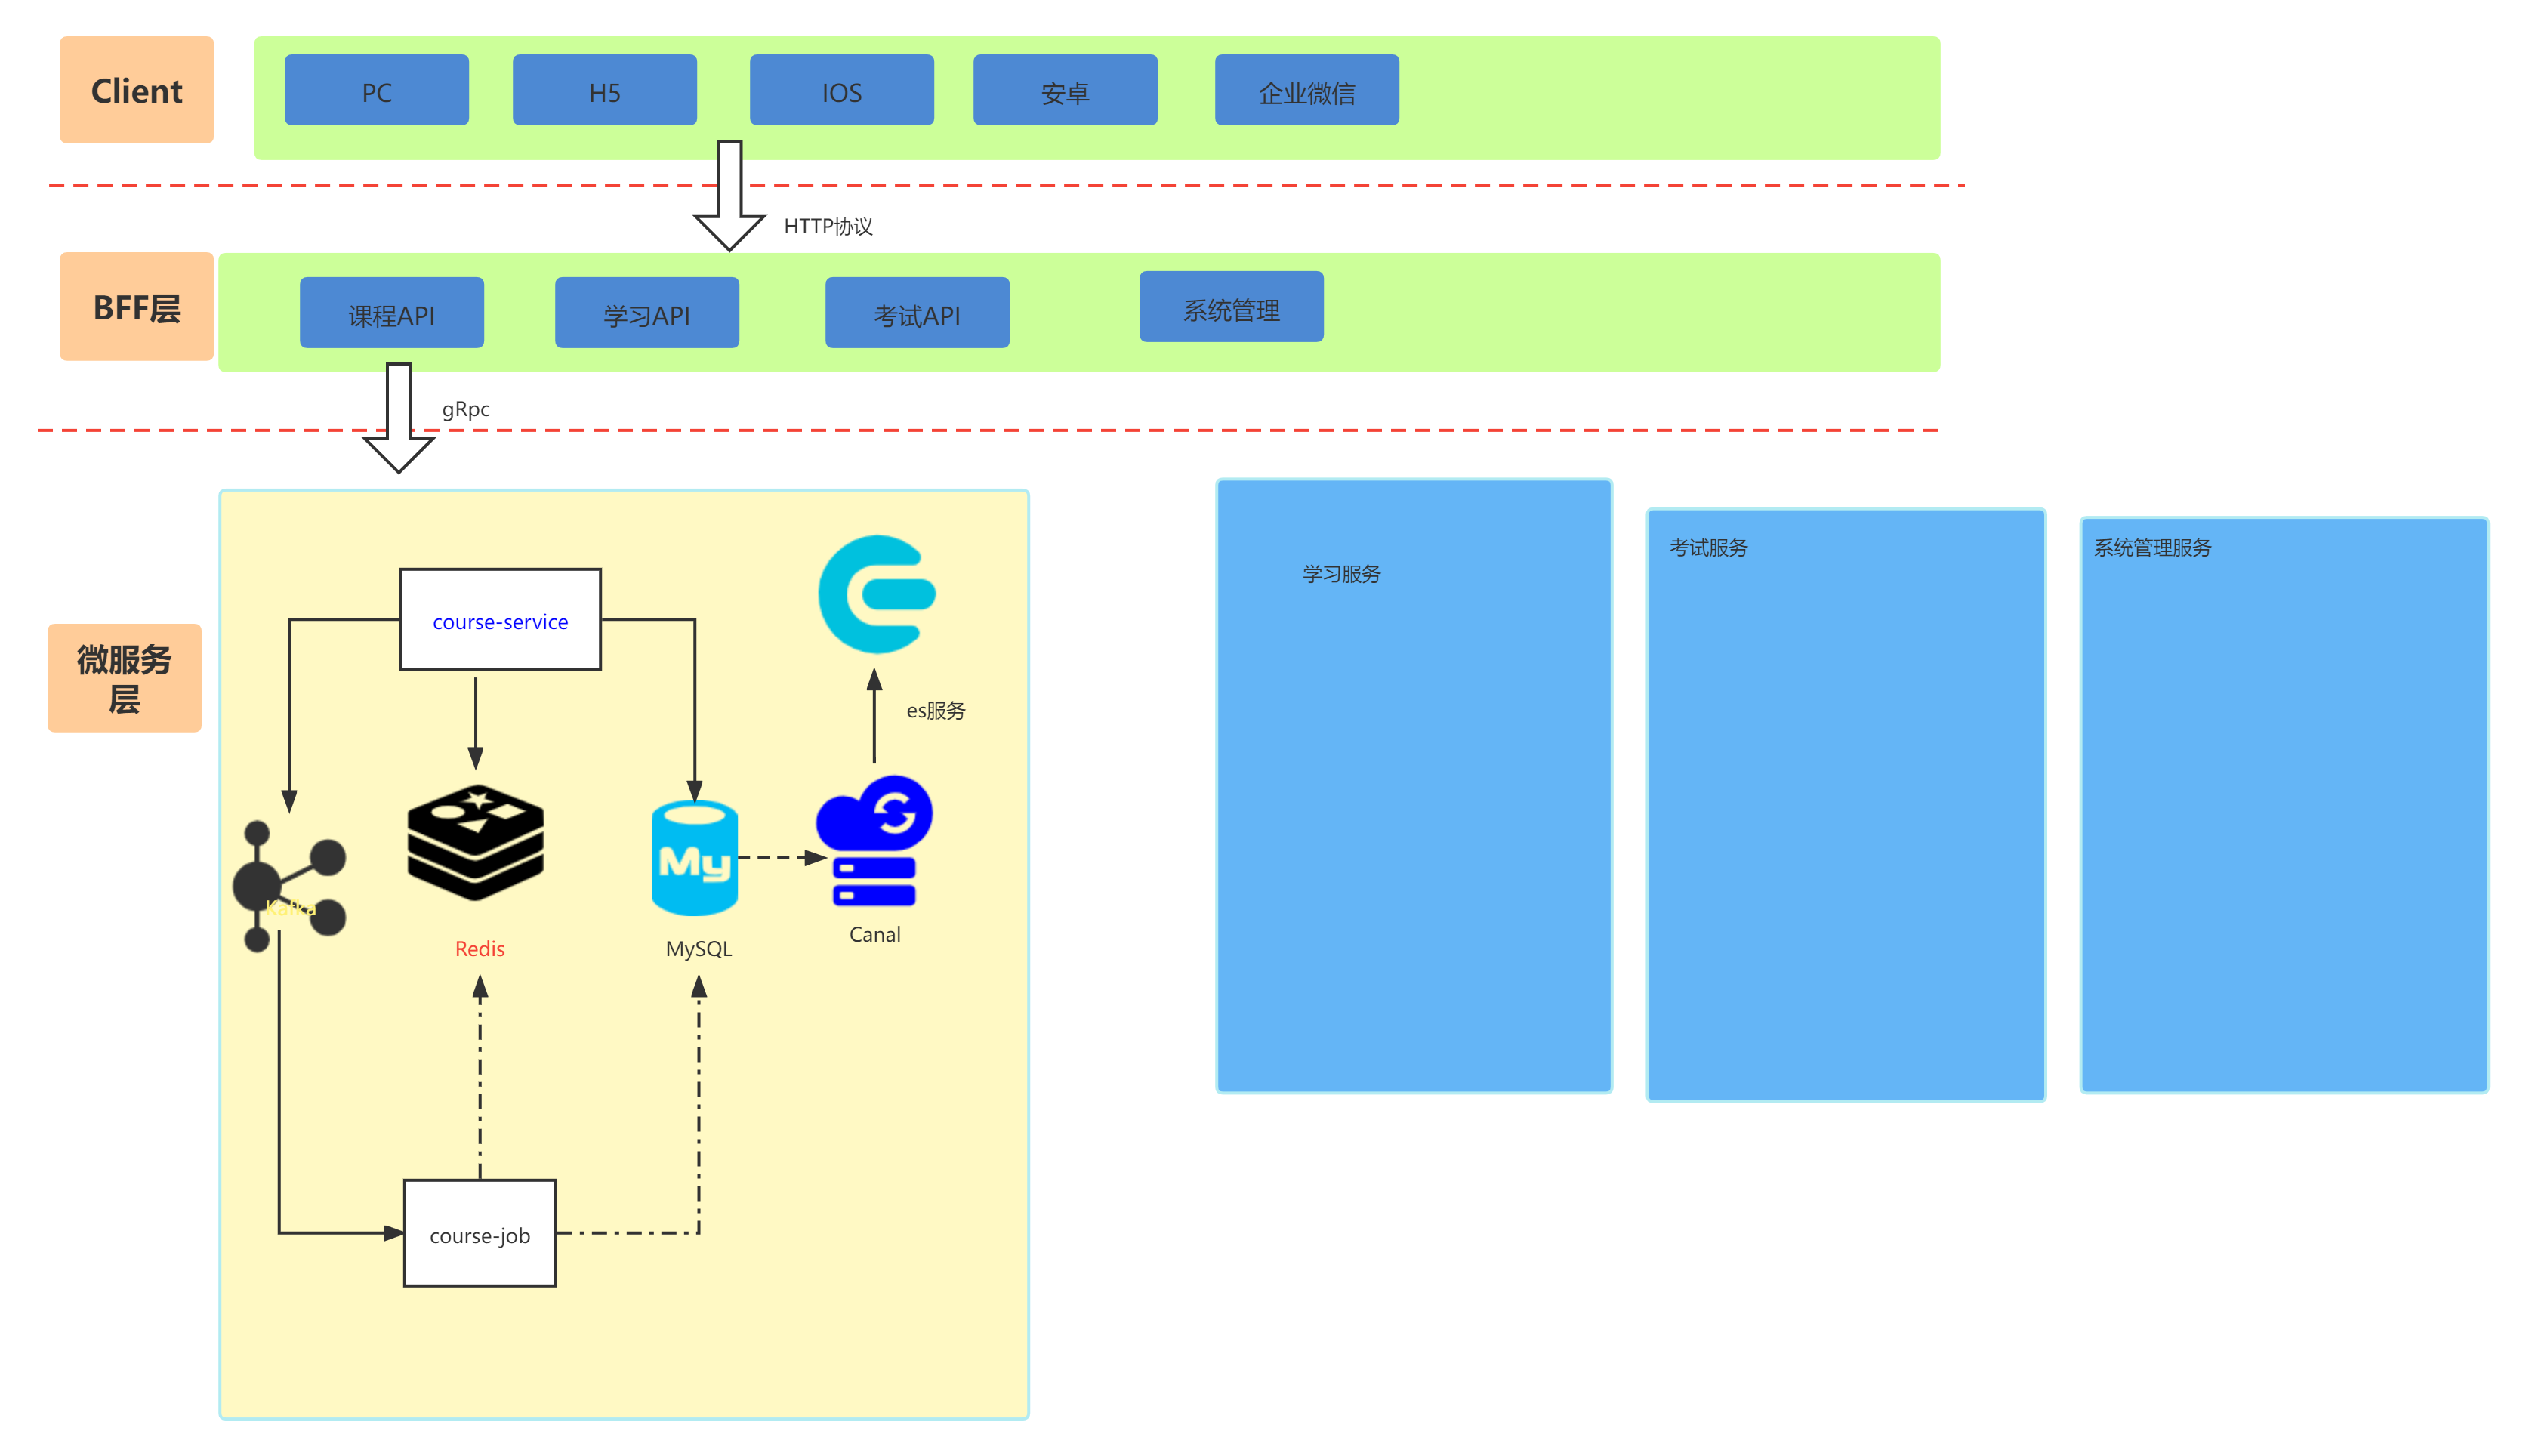 Client
PC
H5
IOS
安卓
企业微信
HTTP协议
BFF层
课程API
学习API
考试API
系统管理
gRpc
微服务
层
course-service
es服务
Kafka
Redis
My
MySQL
Canal
course-job
学习服务
考试服务
系统管理服务